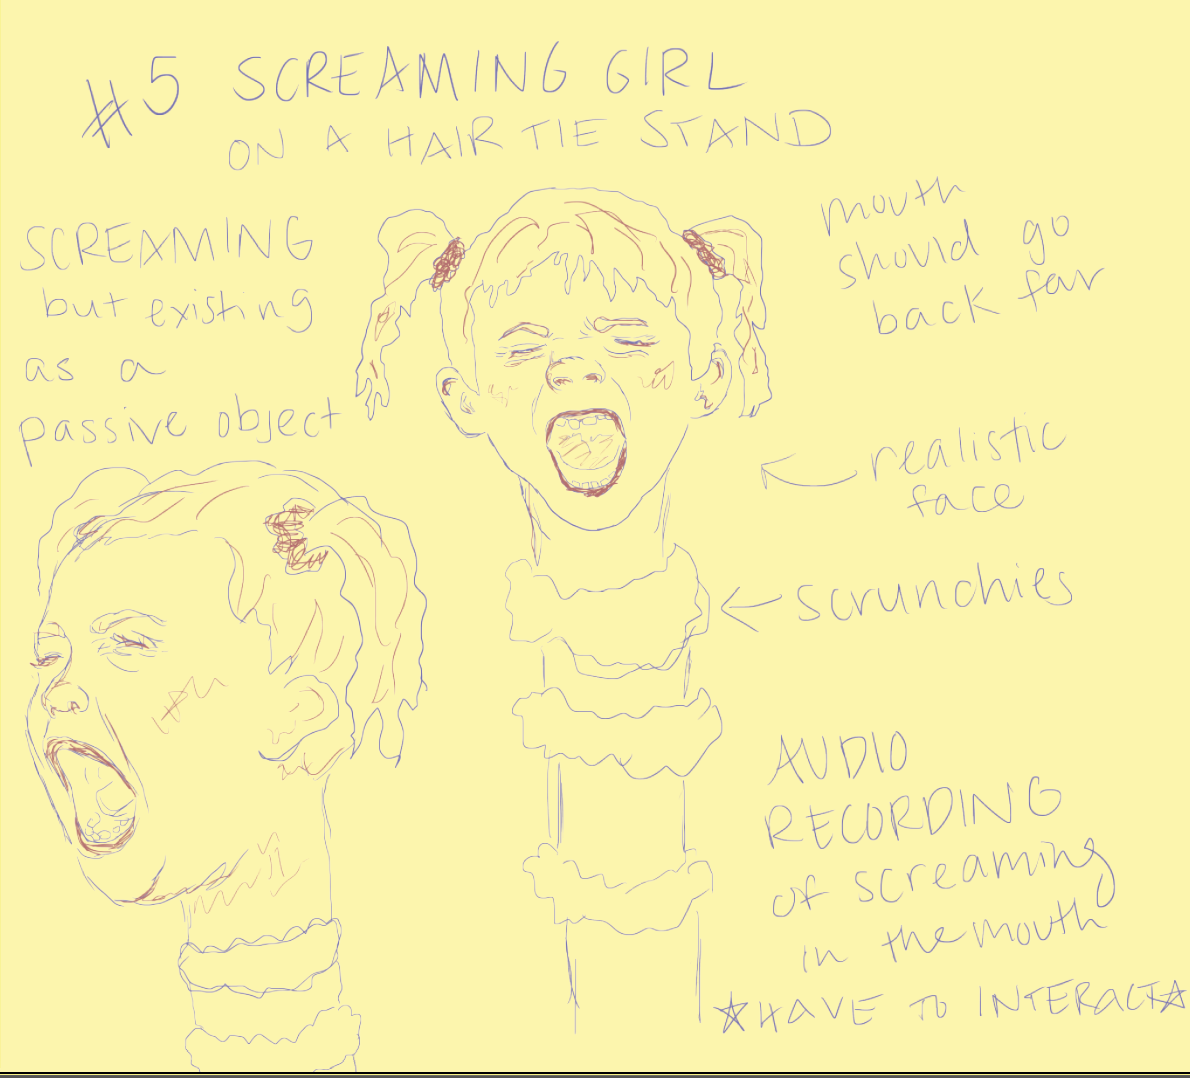 #5 SCREAMING GIRL
ON A HAIR TIE STAND
SCREAMING
but existing
as a
passive object
mouth
should go
back far
realistic
face
scrunchies
AUDIO
RECORDING
of screaming
in the mouth
☆HAVE TO INTERACT☆